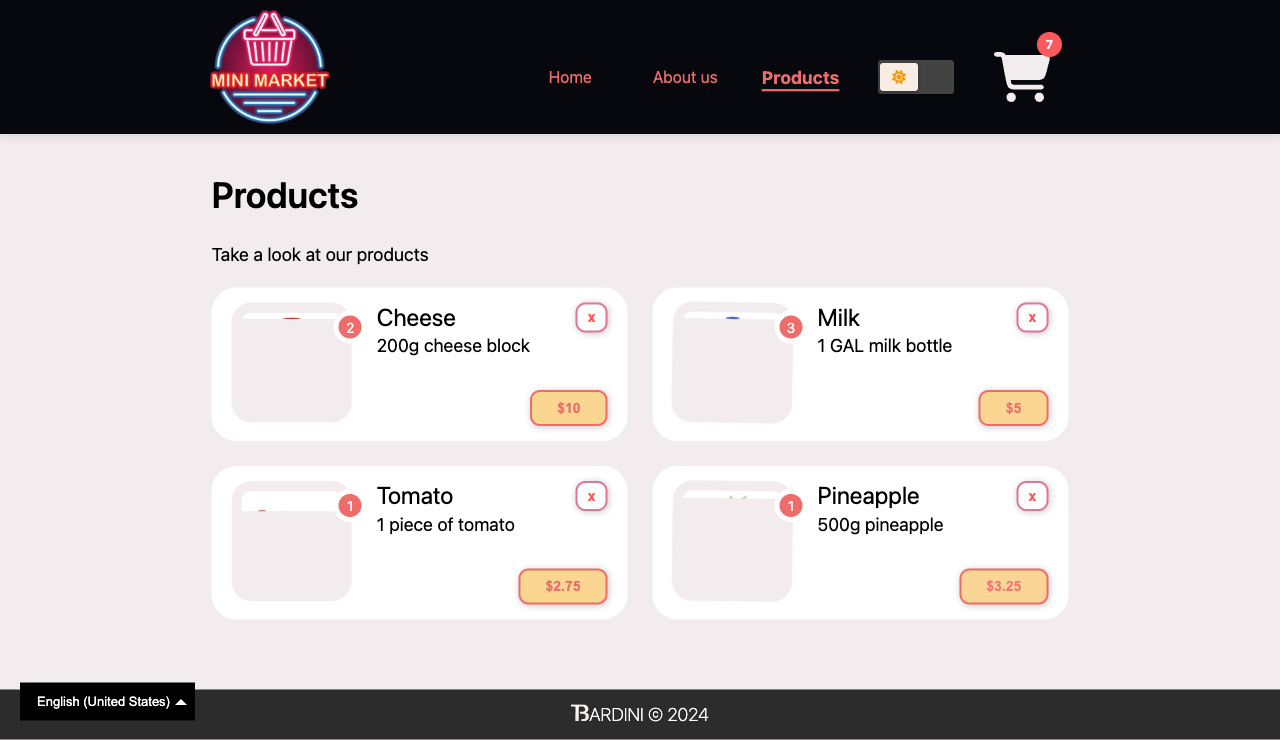 MINI MARKET
Home
About us
Products
7
Products
Take a look at our products
2
Cheese
x
200g cheese block
$10
3
Milk
x
1 GAL milk bottle
$5
1
Tomato
x
1 piece of tomato
$2.75
1
Pineapple
x
500g pineapple
$3.25
English (United States)
BARDINI © 2024